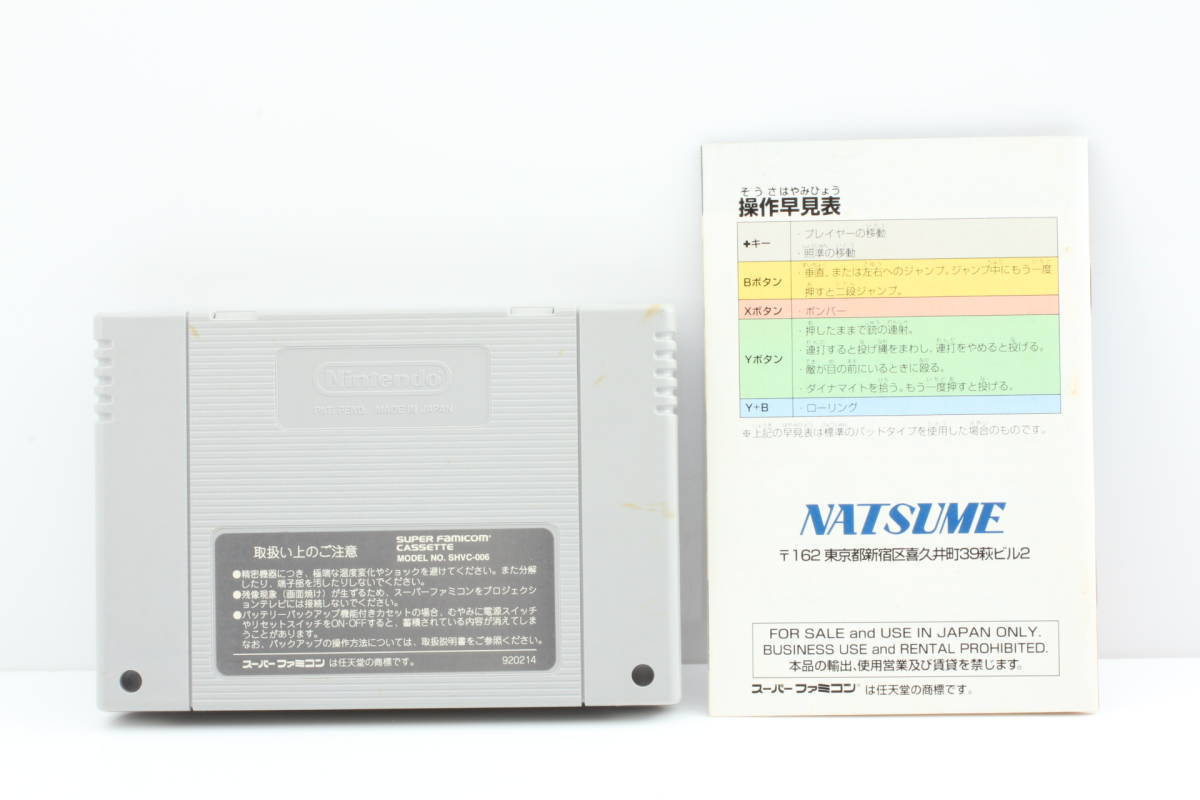 Nintendo
PAT. PEND. MADE IN JAPAN
取扱い上のご注意
SUPER FAMICOM
CASSETTE
MODEL NO. SHVC-006
●精密機器につき、極端な温度変化やショックを避けてください。また分解
したり、端子部を汚したりしないでください。
●残像現象（画面焼け）が生ずるため、スーパーファミコンをプロジェクシ
ョンテレビには接続しないでください。
●バッテリーバックアップ機能付きカセットの場合、むやみに電源スイッチ
やリセットスイッチをON-OFFすると、蓄積されている内容が消えてしま
うことがあります。
なお、バックアップの操作方法については、取扱説明書をご参照ください。
スーパーファミコン は任天堂の商標です。
920214
そうさはやみひょう
操作早見表
✚キー
・プレイヤーの移動
・照準の移動
Bボタン
・垂直、または左右へのジャンプ。ジャンプ中にもう一度
押すと二段ジャンプ。
Xボタン
・ボンバー
Yボタン
・押したままで銃の連射。
・連打すると投げ縄をまわし、連打をやめると投げる。
・敵が目の前にいるときに殴る。
・ダイナマイトを拾う。もう一度押すと投げる。
Y+B
・ローリング
※上記の早見表は標準のパッドタイプを使用した場合のものです。
NATSUME
〒162 東京都新宿区喜久井町39萩ビル2
FOR SALE and USE IN JAPAN ONLY.
BUSINESS USE and RENTAL PROHIBITED.
本品の輸出、使用営業及び賃貸を禁じます。
スーパーファミコン® は任天堂の商標です。